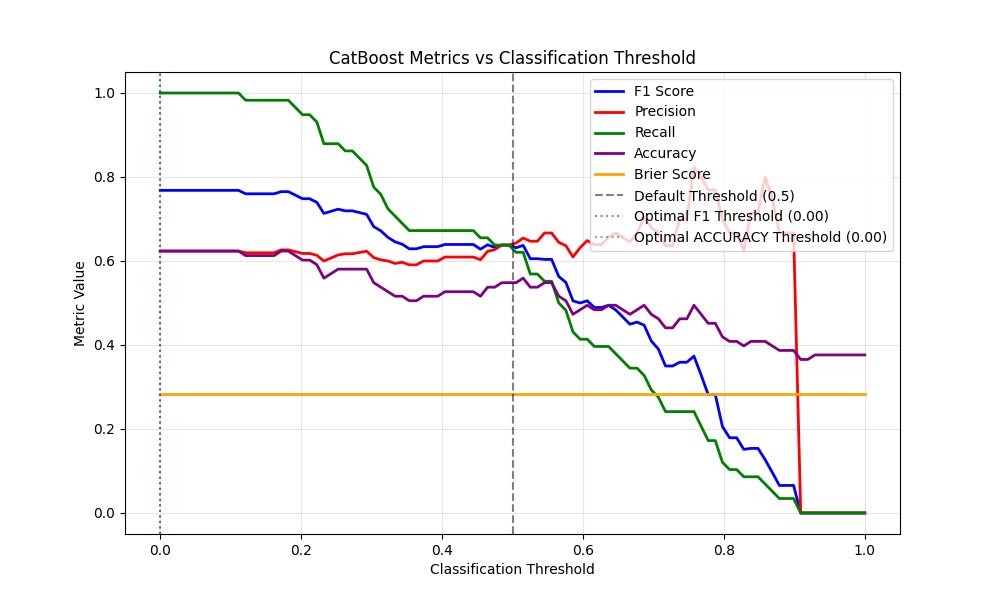 CatBoost Metrics vs Classification Threshold
F1 Score
Precision
Recall
Accuracy
Brier Score
Default Threshold (0.5)
Optimal F1 Threshold (0.00)
Optimal ACCURACY Threshold (0.00)
Metric Value
1.0
0.8
0.6
0.4
0.2
0.0
0.0 0.2 0.4 0.6 0.8 1.0
Classification Threshold